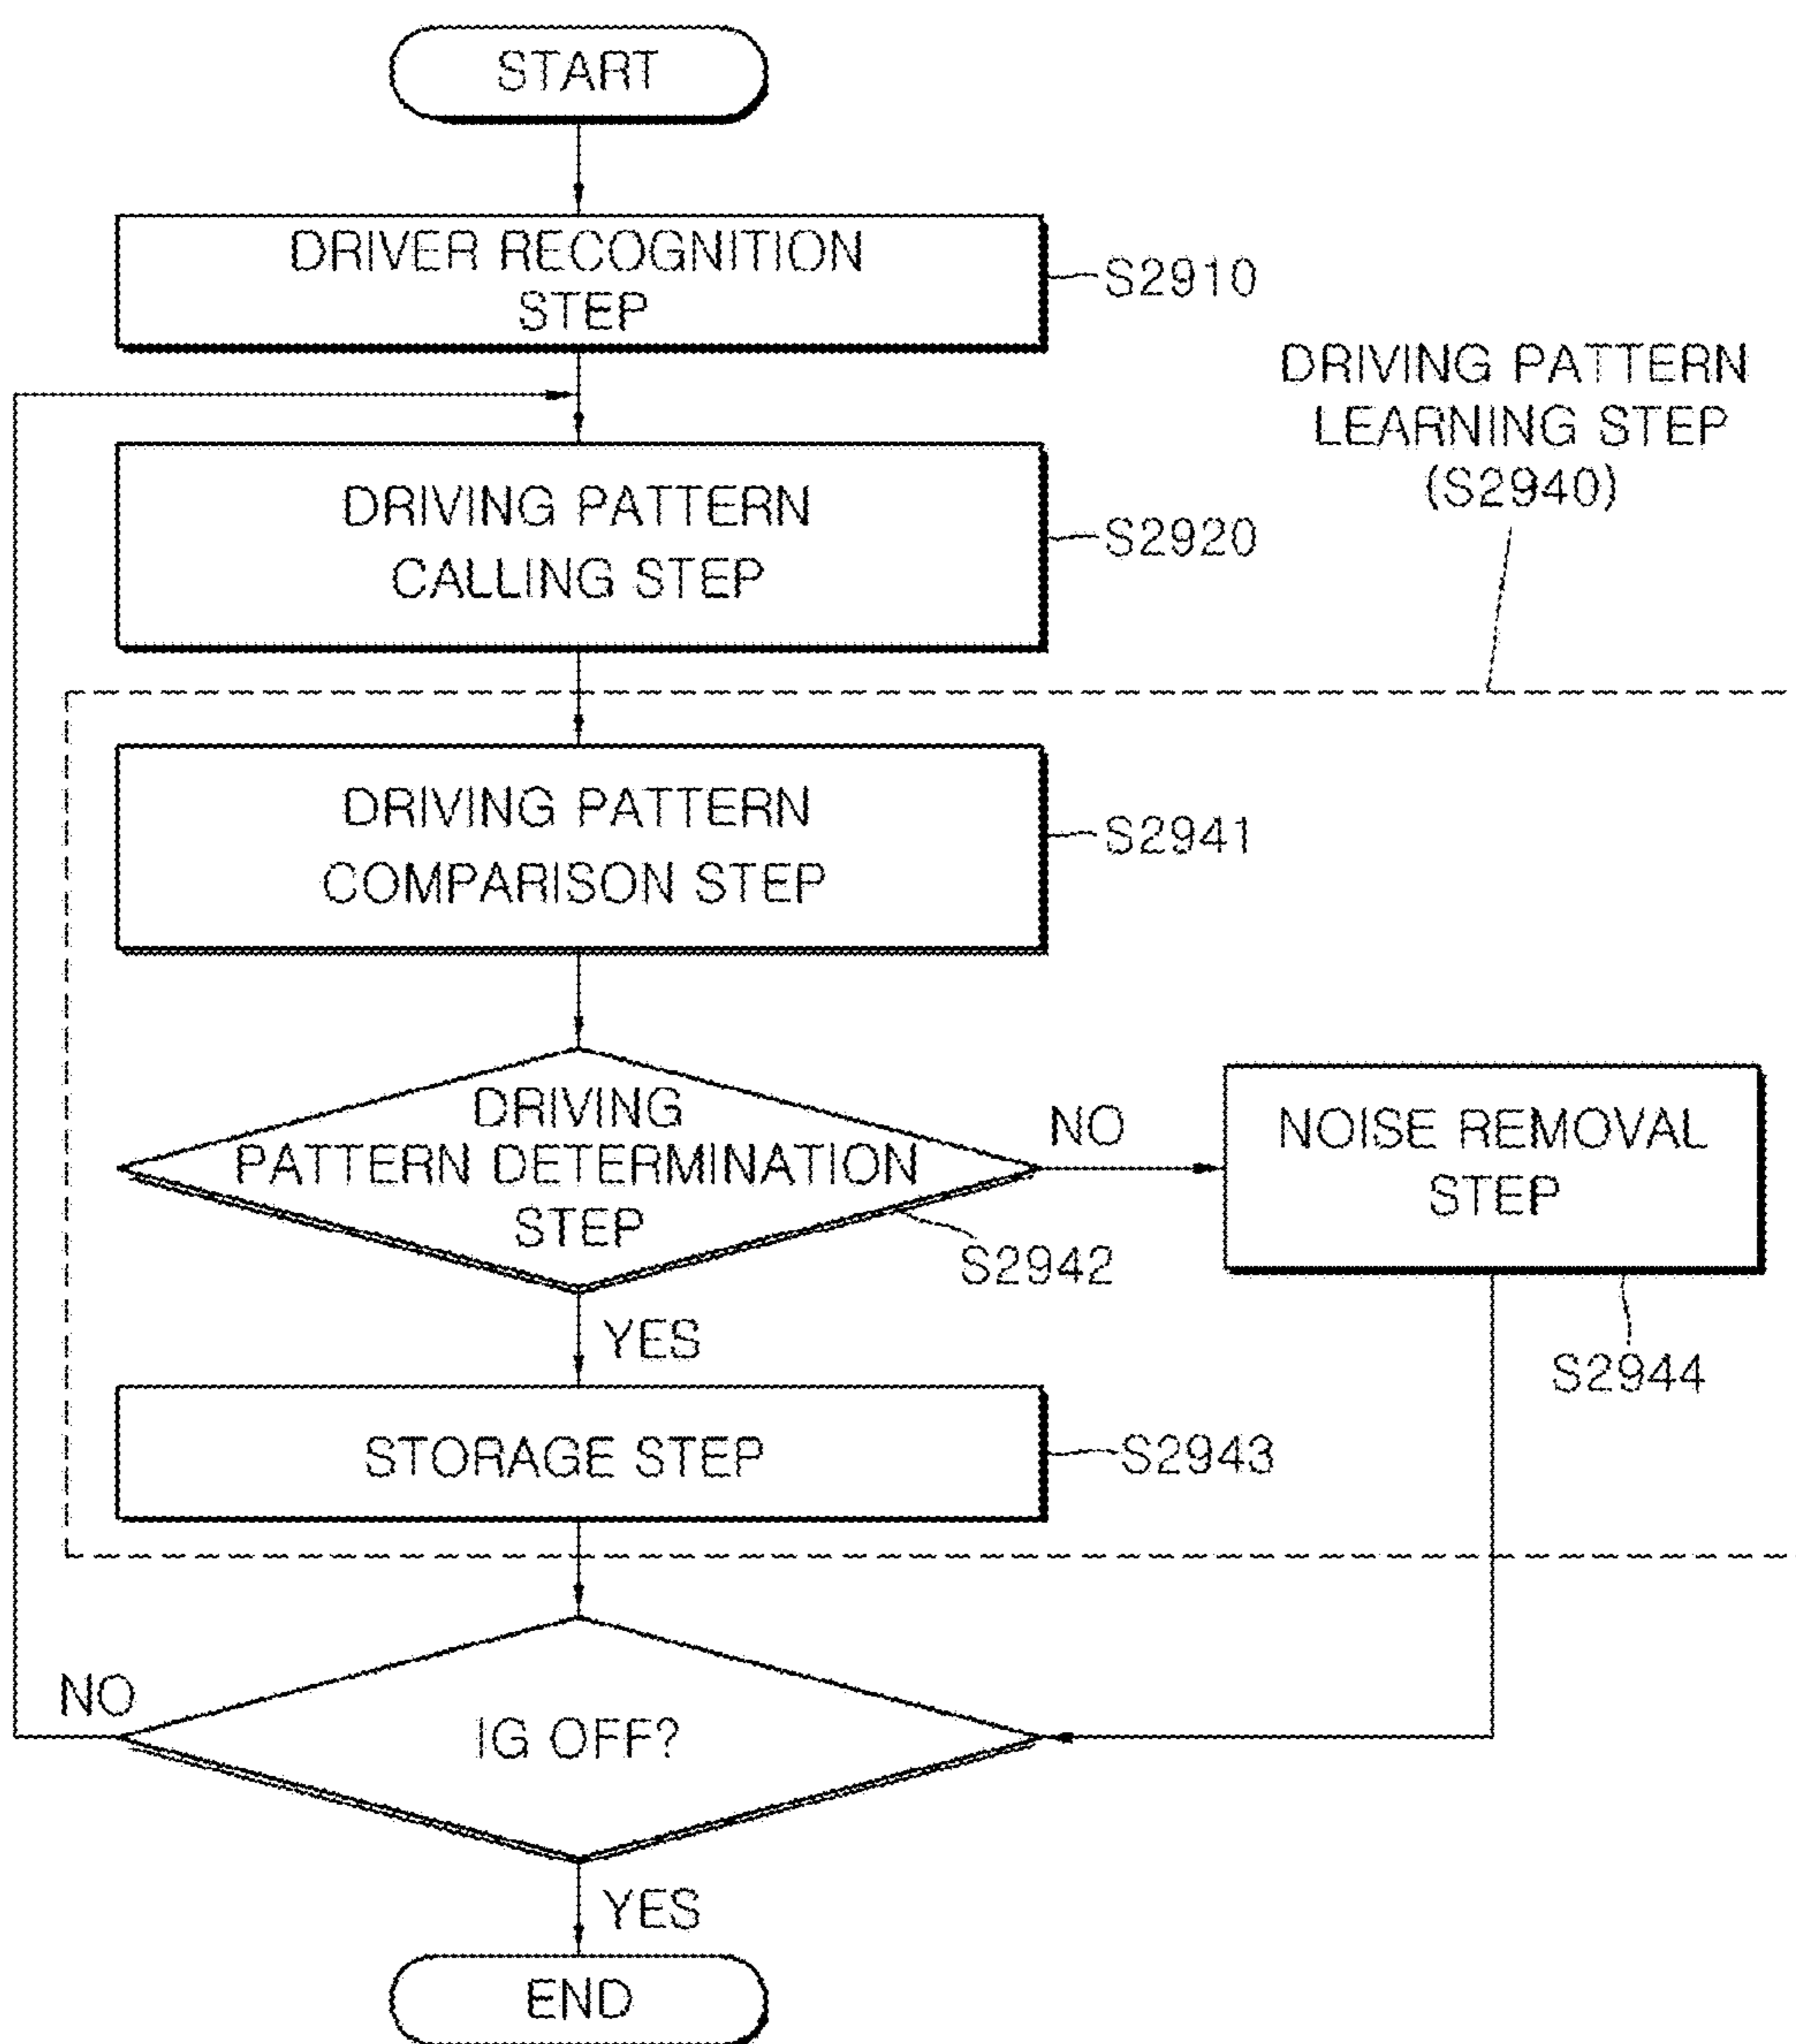 START
DRIVER RECOGNITION
STEP
S2910
DRIVING PATTERN
LEARNING STEP
(S2940)
DRIVING PATTERN
CALLING STEP
S2920
DRIVING PATTERN
COMPARISON STEP
S2941
DRIVING
PATTERN DETERMINATION
STEP
S2942
NO
NOISE REMOVAL
STEP
S2944
YES
STORAGE STEP
S2943
NO
IG OFF?
YES
END